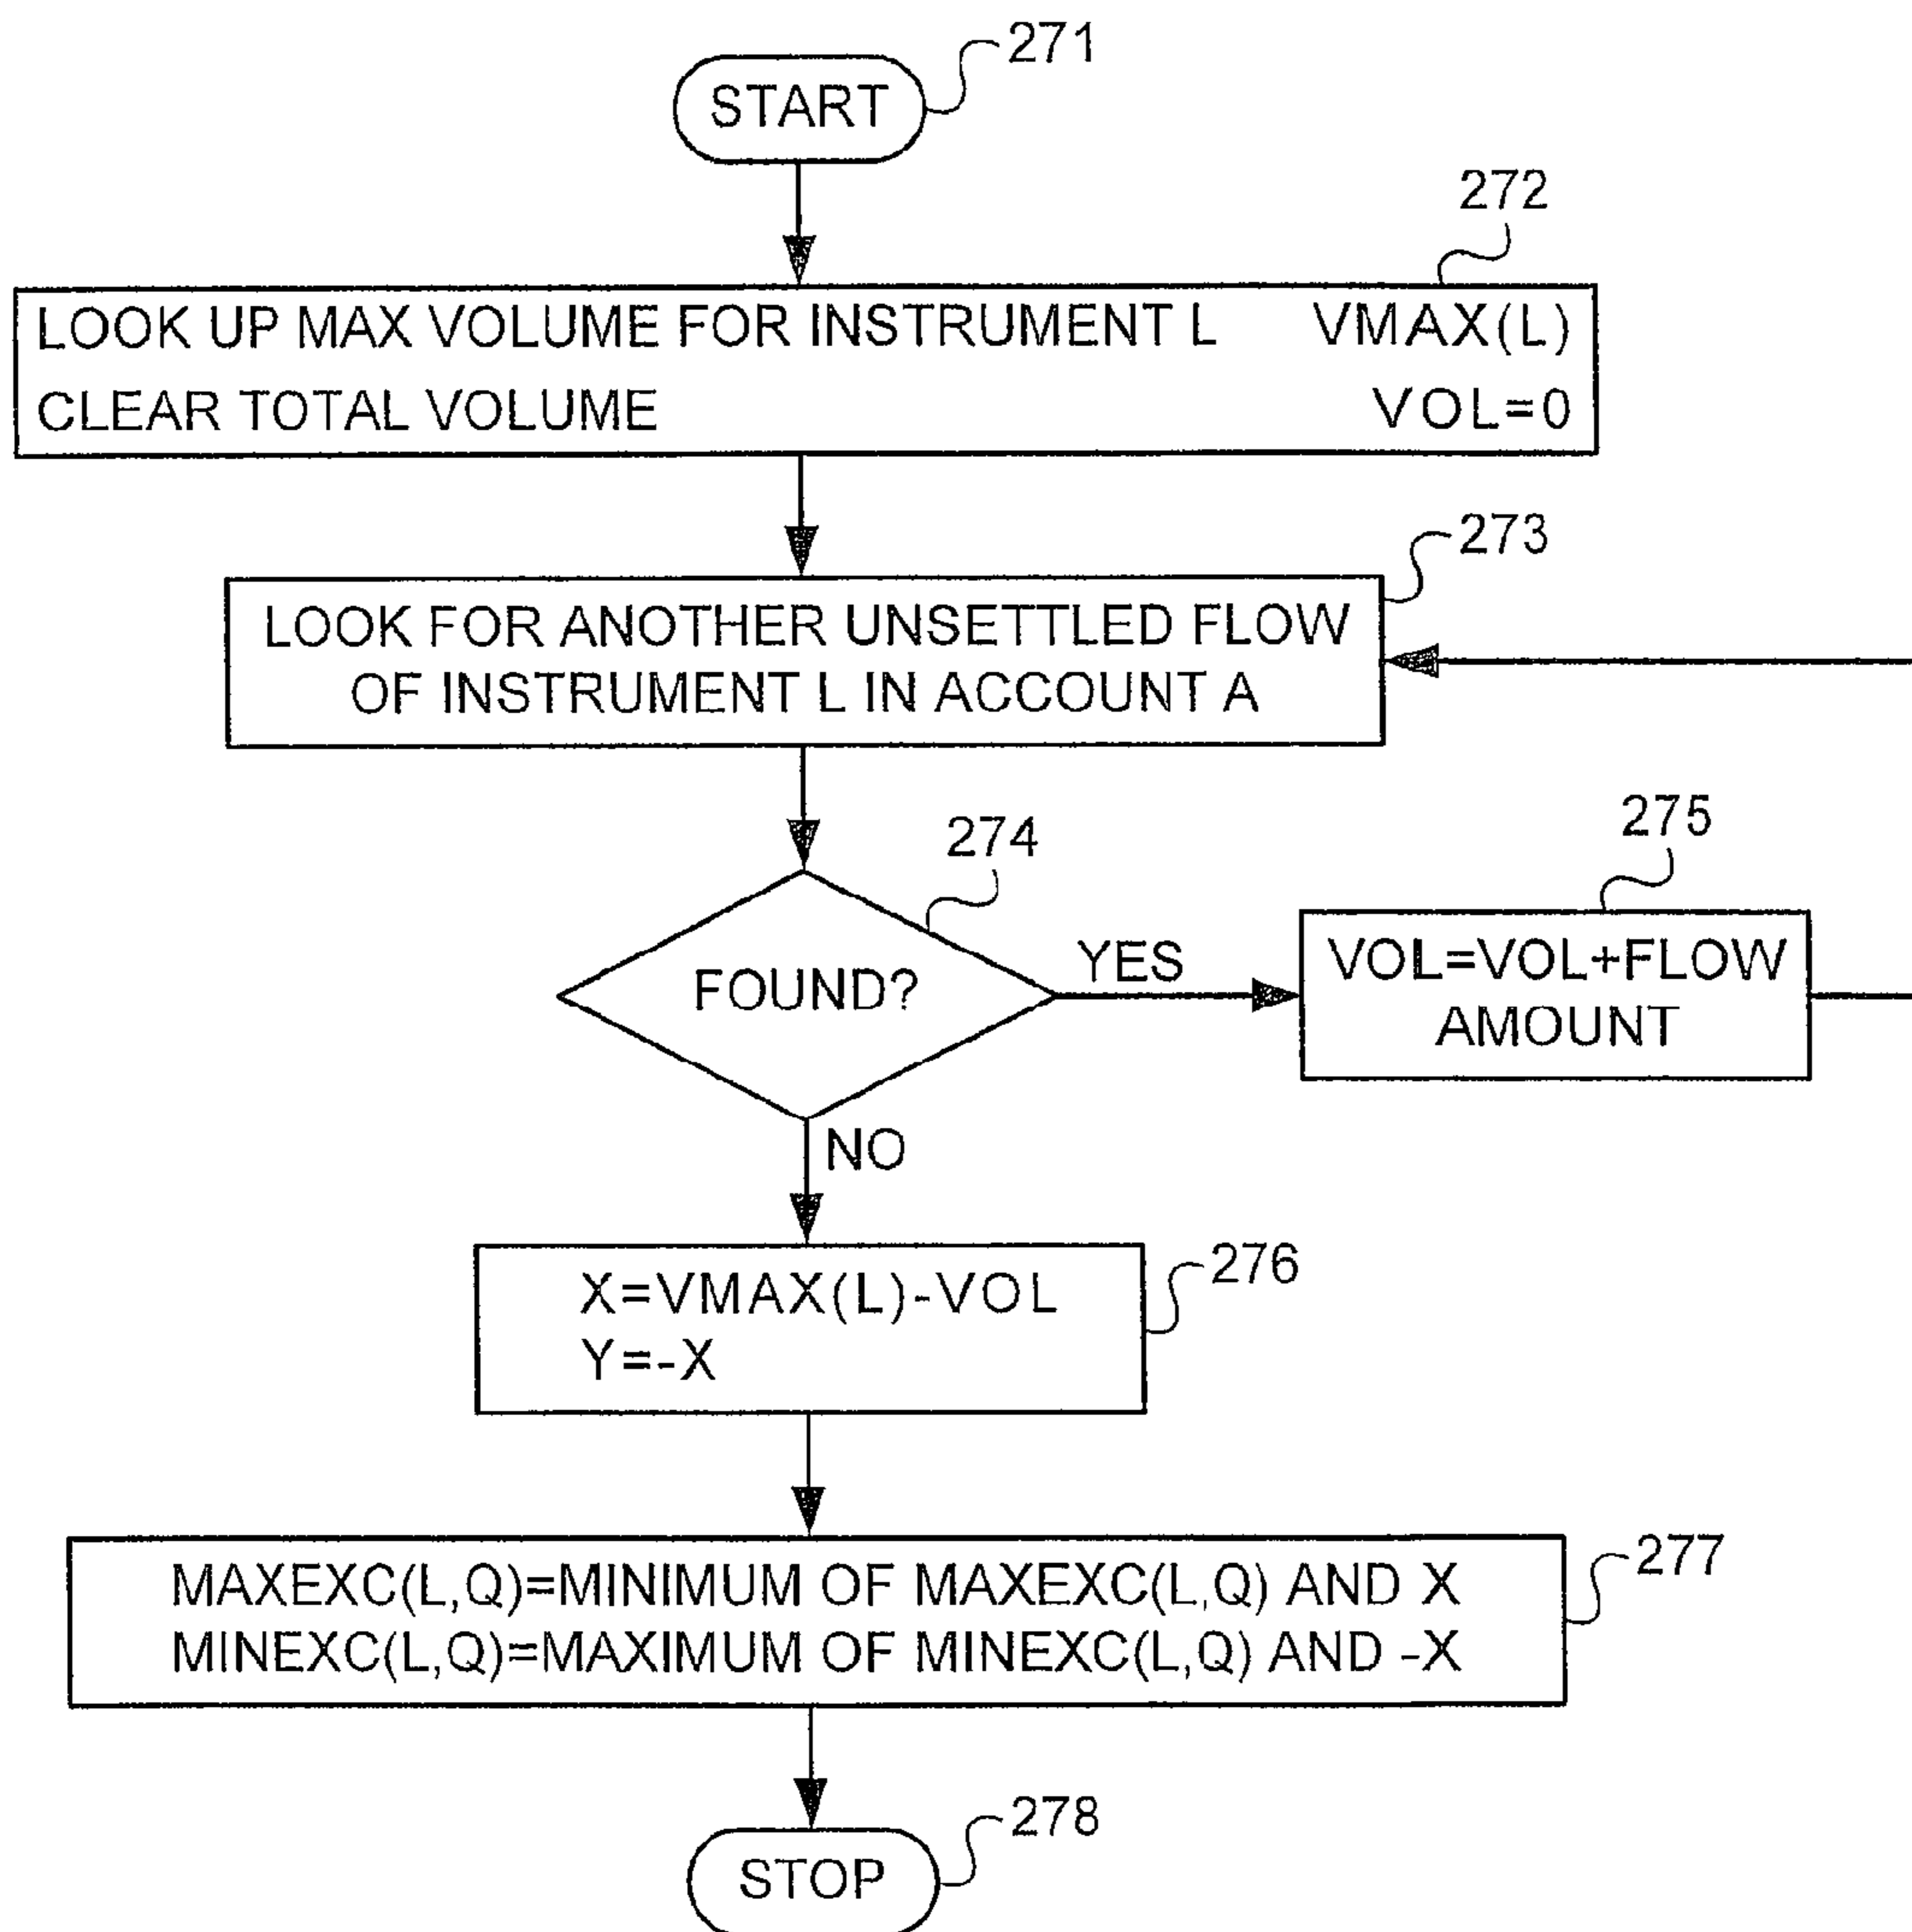 271
START
272
LOOK UP MAX VOLUME FOR INSTRUMENT L VMAX(L)
CLEAR TOTAL VOLUME VOL=0
273
LOOK FOR ANOTHER UNSETTLED FLOW
OF INSTRUMENT L IN ACCOUNT A
274
275
FOUND?
YES
VOL=VOL+FLOW
AMOUNT
NO
276
X=VMAX(L)-VOL
Y=-X
277
MAXEXC(L,Q)=MINIMUM OF MAXEXC(L,Q) AND X
MINEXC(L,Q)=MAXIMUM OF MINEXC(L,Q) AND -X
278
STOP